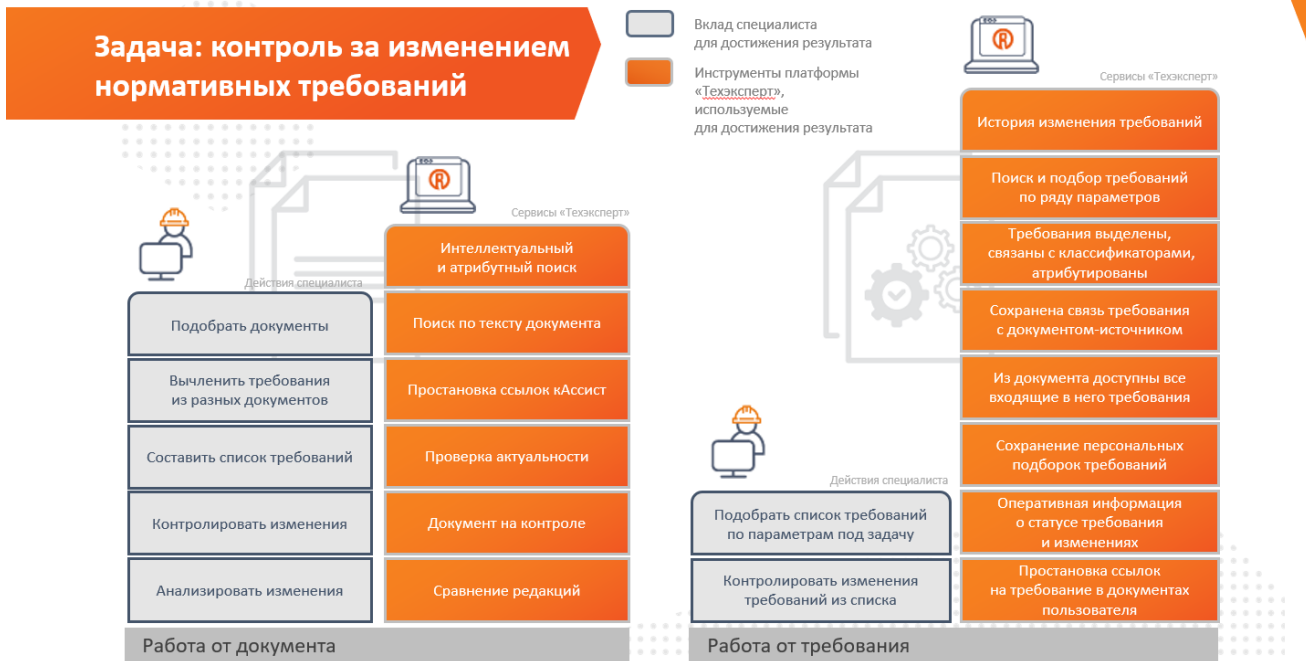 Задача: контроль за изменением
нормативных требований
Вклад специалиста
для достижения результата
Инструменты платформы
«Техэксперт»,
используемые
для достижения результата
Сервисы «Техэксперт»
Действия специалиста
Подобрать документы
Вычленить требования
из разных документов
Составить список требований
Контролировать изменения
Анализировать изменения
Интеллектуальный
и атрибутный поиск
Поиск по тексту документа
Простановка ссылок кАссист
Проверка актуальности
Документ на контроле
Сравнение редакций
Работа от документа
Сервисы «Техэксперт»
Действия специалиста
Подобрать список требований
по параметрам под задачу
Контролировать изменения
требований из списка
История изменения требований
Поиск и подбор требований
по ряду параметров
Требования выделены,
связаны с классификаторами,
атрибутированы
Сохранена связь требования
с документом-источником
Из документа доступны все
входящие в него требования
Сохранение персональных
подборок требований
Оперативная информация
о статусе требования
и изменениях
Простановка ссылок
на требование в документах
пользователя
Работа от требования